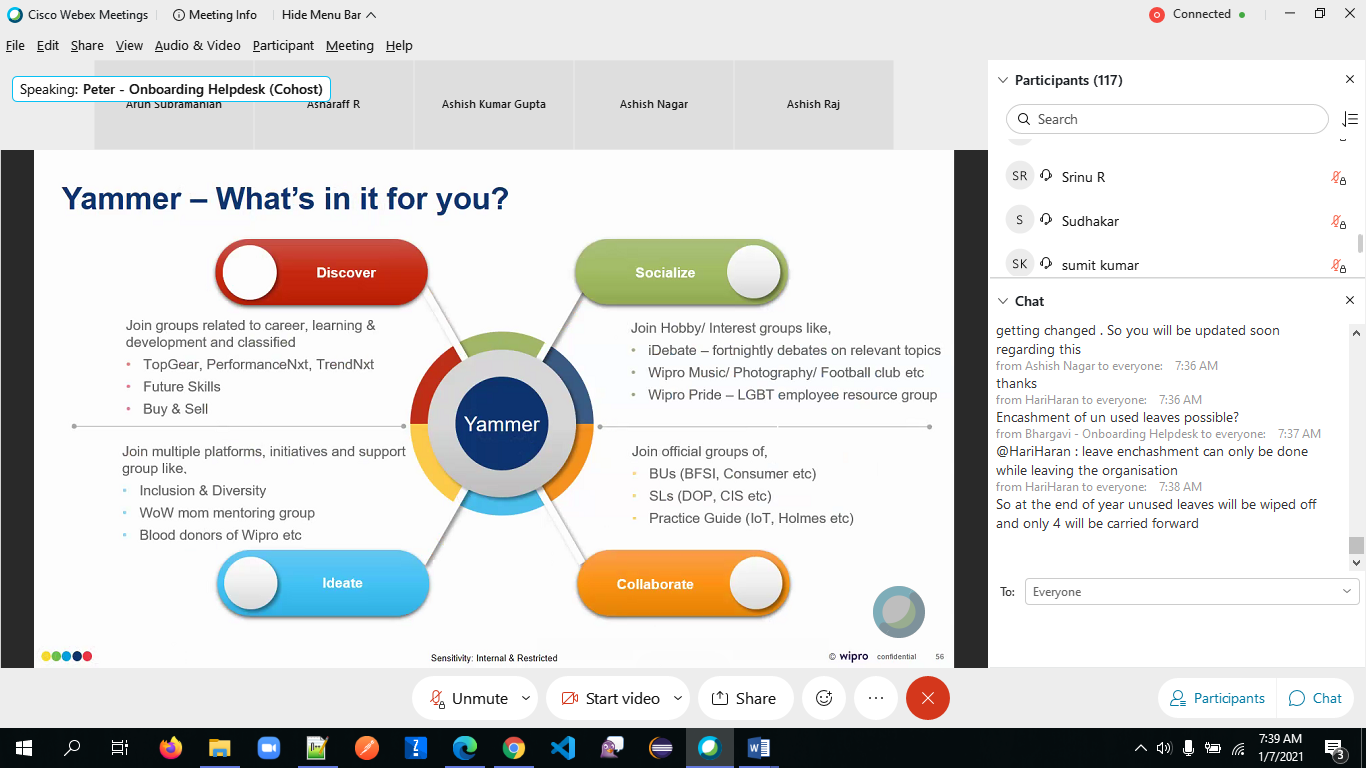 Cisco Webex Meetings
Meeting Info
Hide Menu Bar
Connected
File Edit Share View Audio & Video Participant Meeting Help
Speaking: Peter - Onboarding Helpdesk (Cohost)
Arun Subramanian
Asharaff R
Ashish Kumar Gupta
Ashish Nagar
Ashish Raj
Yammer – What's in it for you?
Discover
Join groups related to career, learning &
development and classified
• TopGear, PerformanceNxt, TrendNxt
• Future Skills
• Buy & Sell
Socialize
Join Hobby/ Interest groups like,
• iDebate – fortnightly debates on relevant topics
• Wipro Music/ Photography/ Football club etc
• Wipro Pride – LGBT employee resource group
Yammer
Join multiple platforms, initiatives and support
group like,
• Inclusion & Diversity
• WoW mom mentoring group
• Blood donors of Wipro etc
Ideate
Join official groups of,
• BUs (BFSI, Consumer etc)
• SLs (DOP, CIS etc)
• Practice Guide (IoT, Holmes etc)
Collaborate
Sensitivity: Internal & Restricted
© wipro confidential 56
Participants (117)
Search
SR Srinu R
S Sudhakar
SK sumit kumar
Chat
getting changed . So you will be updated soon
regarding this
from Ashish Nagar to everyone: 7:36 AM
thanks
from HariHaran to everyone: 7:36 AM
Encashment of un used leaves possible?
from Bhargavi - Onboarding Helpdesk to everyone: 7:37 AM
@HariHaran : leave enchashment can only be done
while leaving the organisation
from HariHaran to everyone: 7:38 AM
So at the end of year unused leaves will be wiped off
and only 4 will be carried forward
To: Everyone
Unmute
Start video
Share
Participants
Chat
7:39 AM
1/7/2021
3